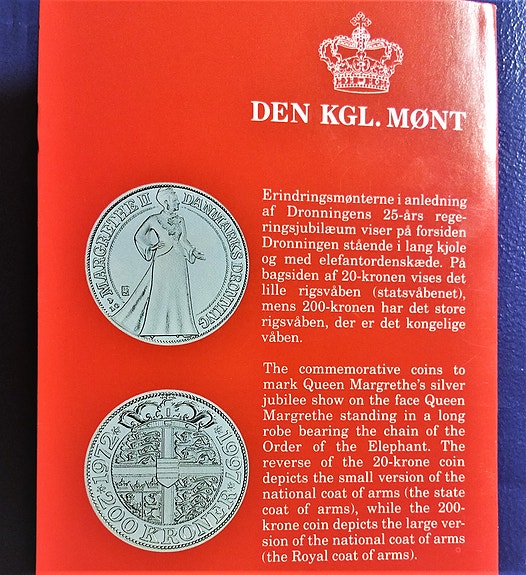 DEN KGL. MØNT
MARGRETHE II DANMARKS DRONNING
Erindringsmønterne i anledning
af Dronningens 25-års rege-
ringsjubilæum viser på forsiden
Dronningen stående i lang kjole
og med elefantordenskæde. På
bagsiden af 20-kronen vises det
lille rigsvåben (statsvåbenet),
mens 200-kronen har det store
rigsvåben, der er det kongelige
våben.
1972 1997
200 KRONER
The commemorative coins to
mark Queen Margrethe's silver
jubilee show on the face Queen
Margrethe standing in a long
robe bearing the chain of the
Order of the Elephant. The
reverse of the 20-krone coin
depicts the small version of the
national coat of arms (the state
coat of arms), while the 200-
krone coin depicts the large ver-
sion of the national coat of arms
(the Royal coat of arms).